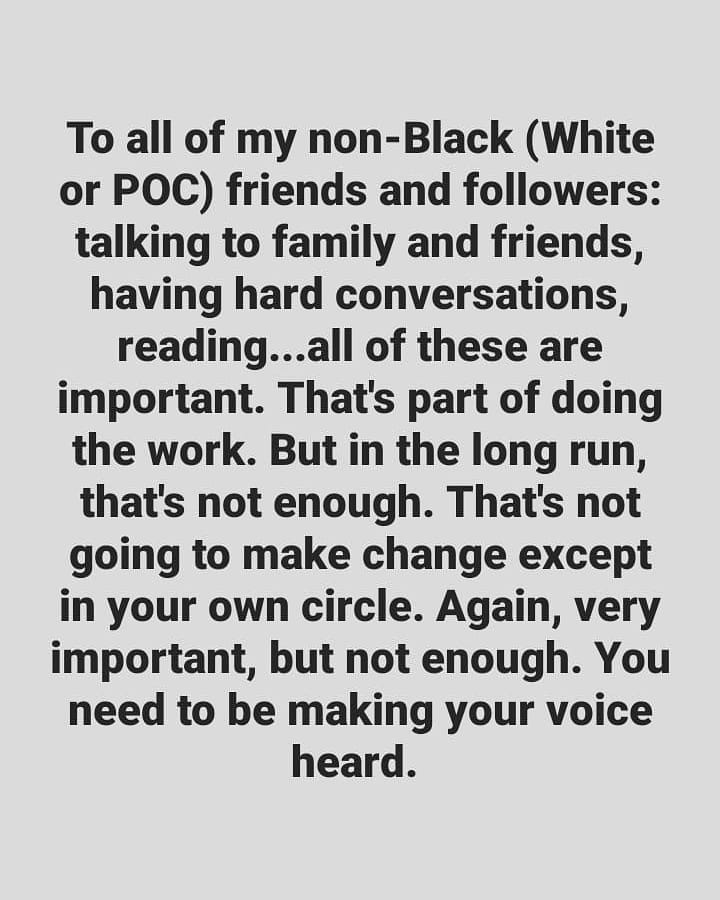 To all of my non-Black (White
or POC) friends and followers:
talking to family and friends,
having hard conversations,
reading...all of these are
important. That's part of doing
the work. But in the long run,
that's not enough. That's not
going to make change except
in your own circle. Again, very
important, but not enough. You
need to be making your voice
heard.